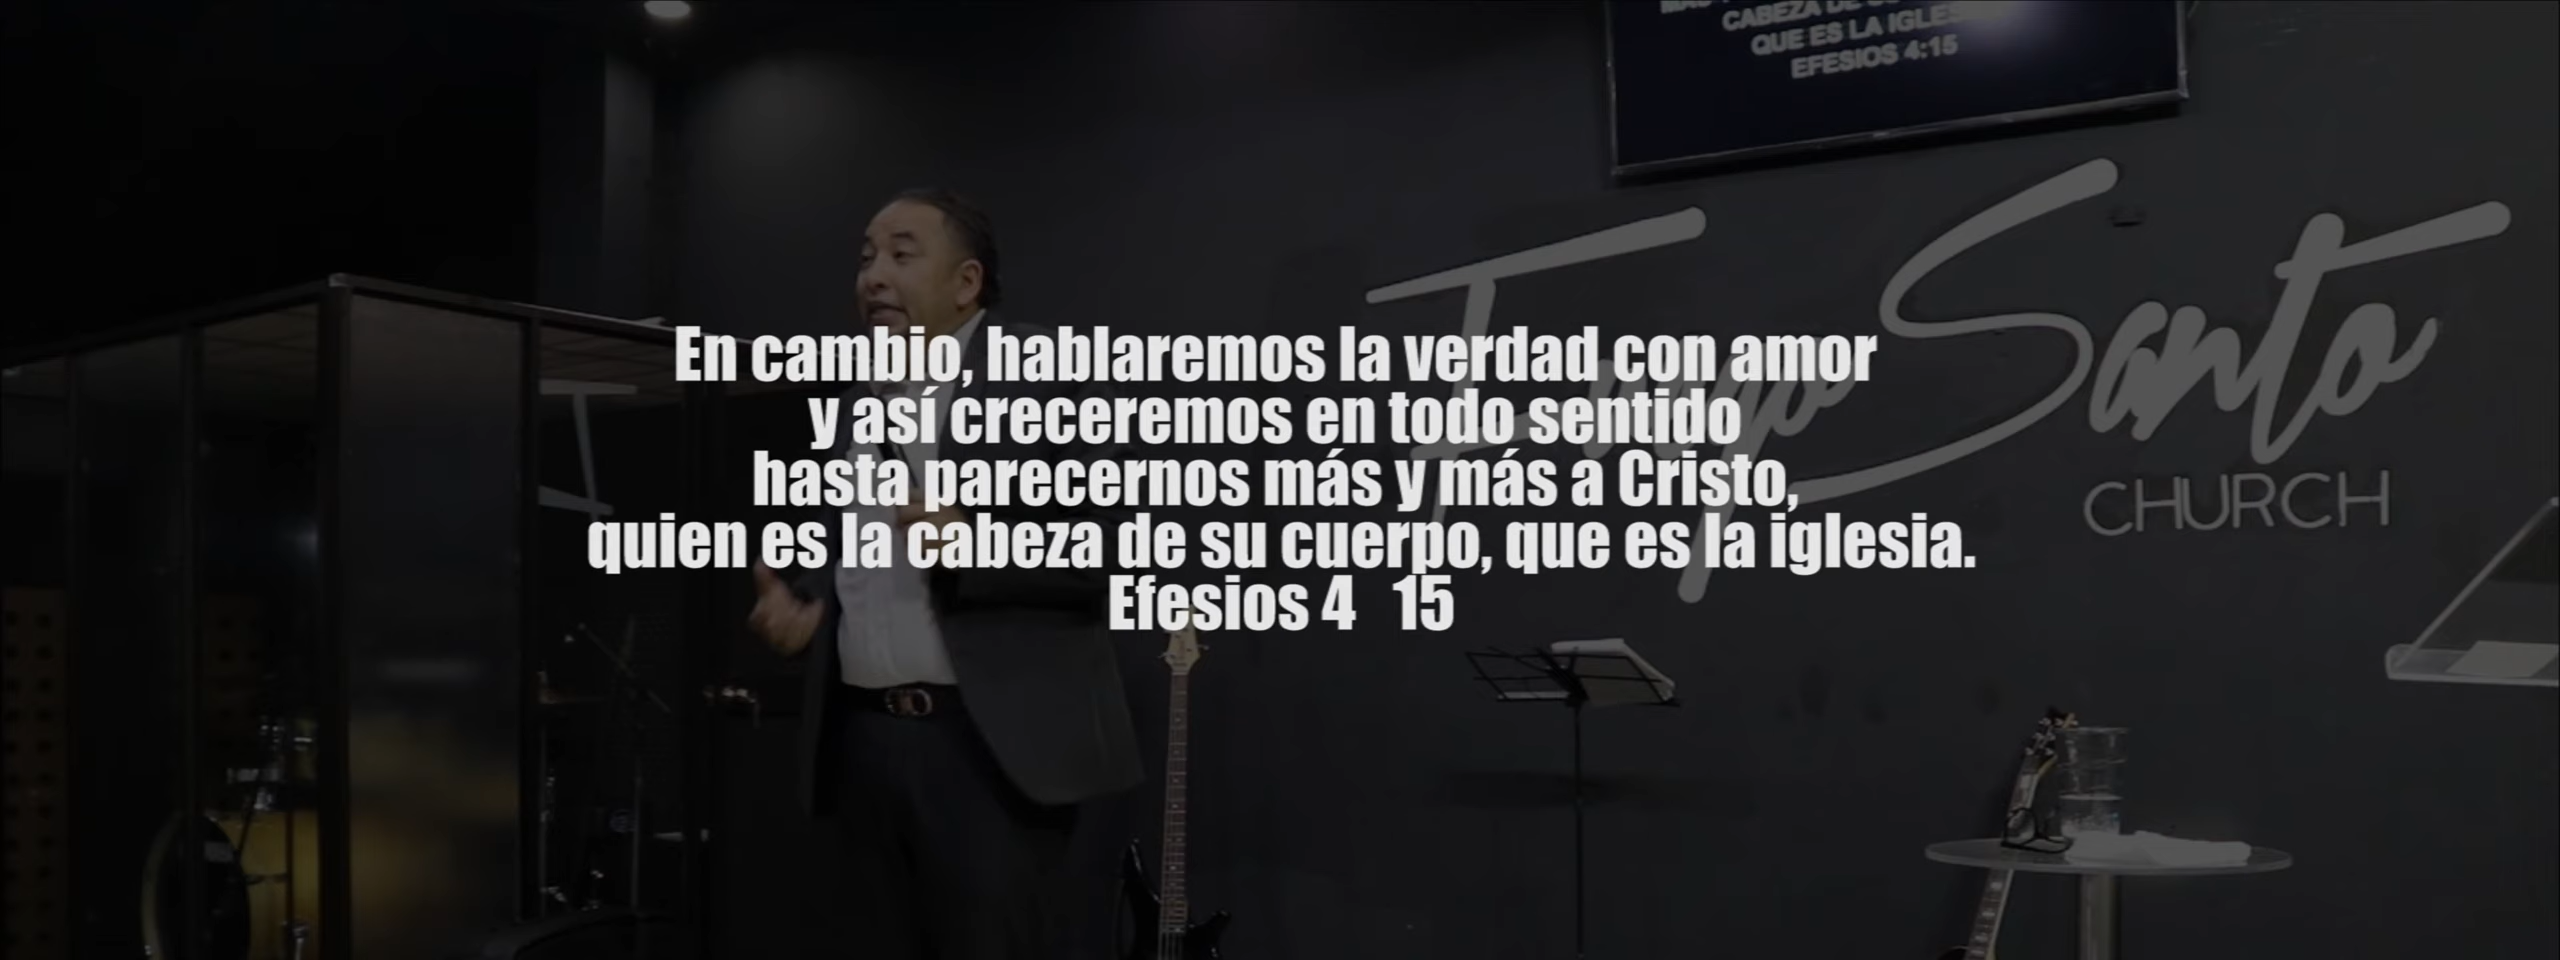 CABEZA DE
QUE ES LA IGLES
EFESIOS 4:15
Fuego Santo
CHURCH
En cambio, hablaremos la verdad con amor
y así creceremos en todo sentido
hasta parecernos más y más a Cristo,
quien es la cabeza de su cuerpo, que es la iglesia.
Efesios 4 15